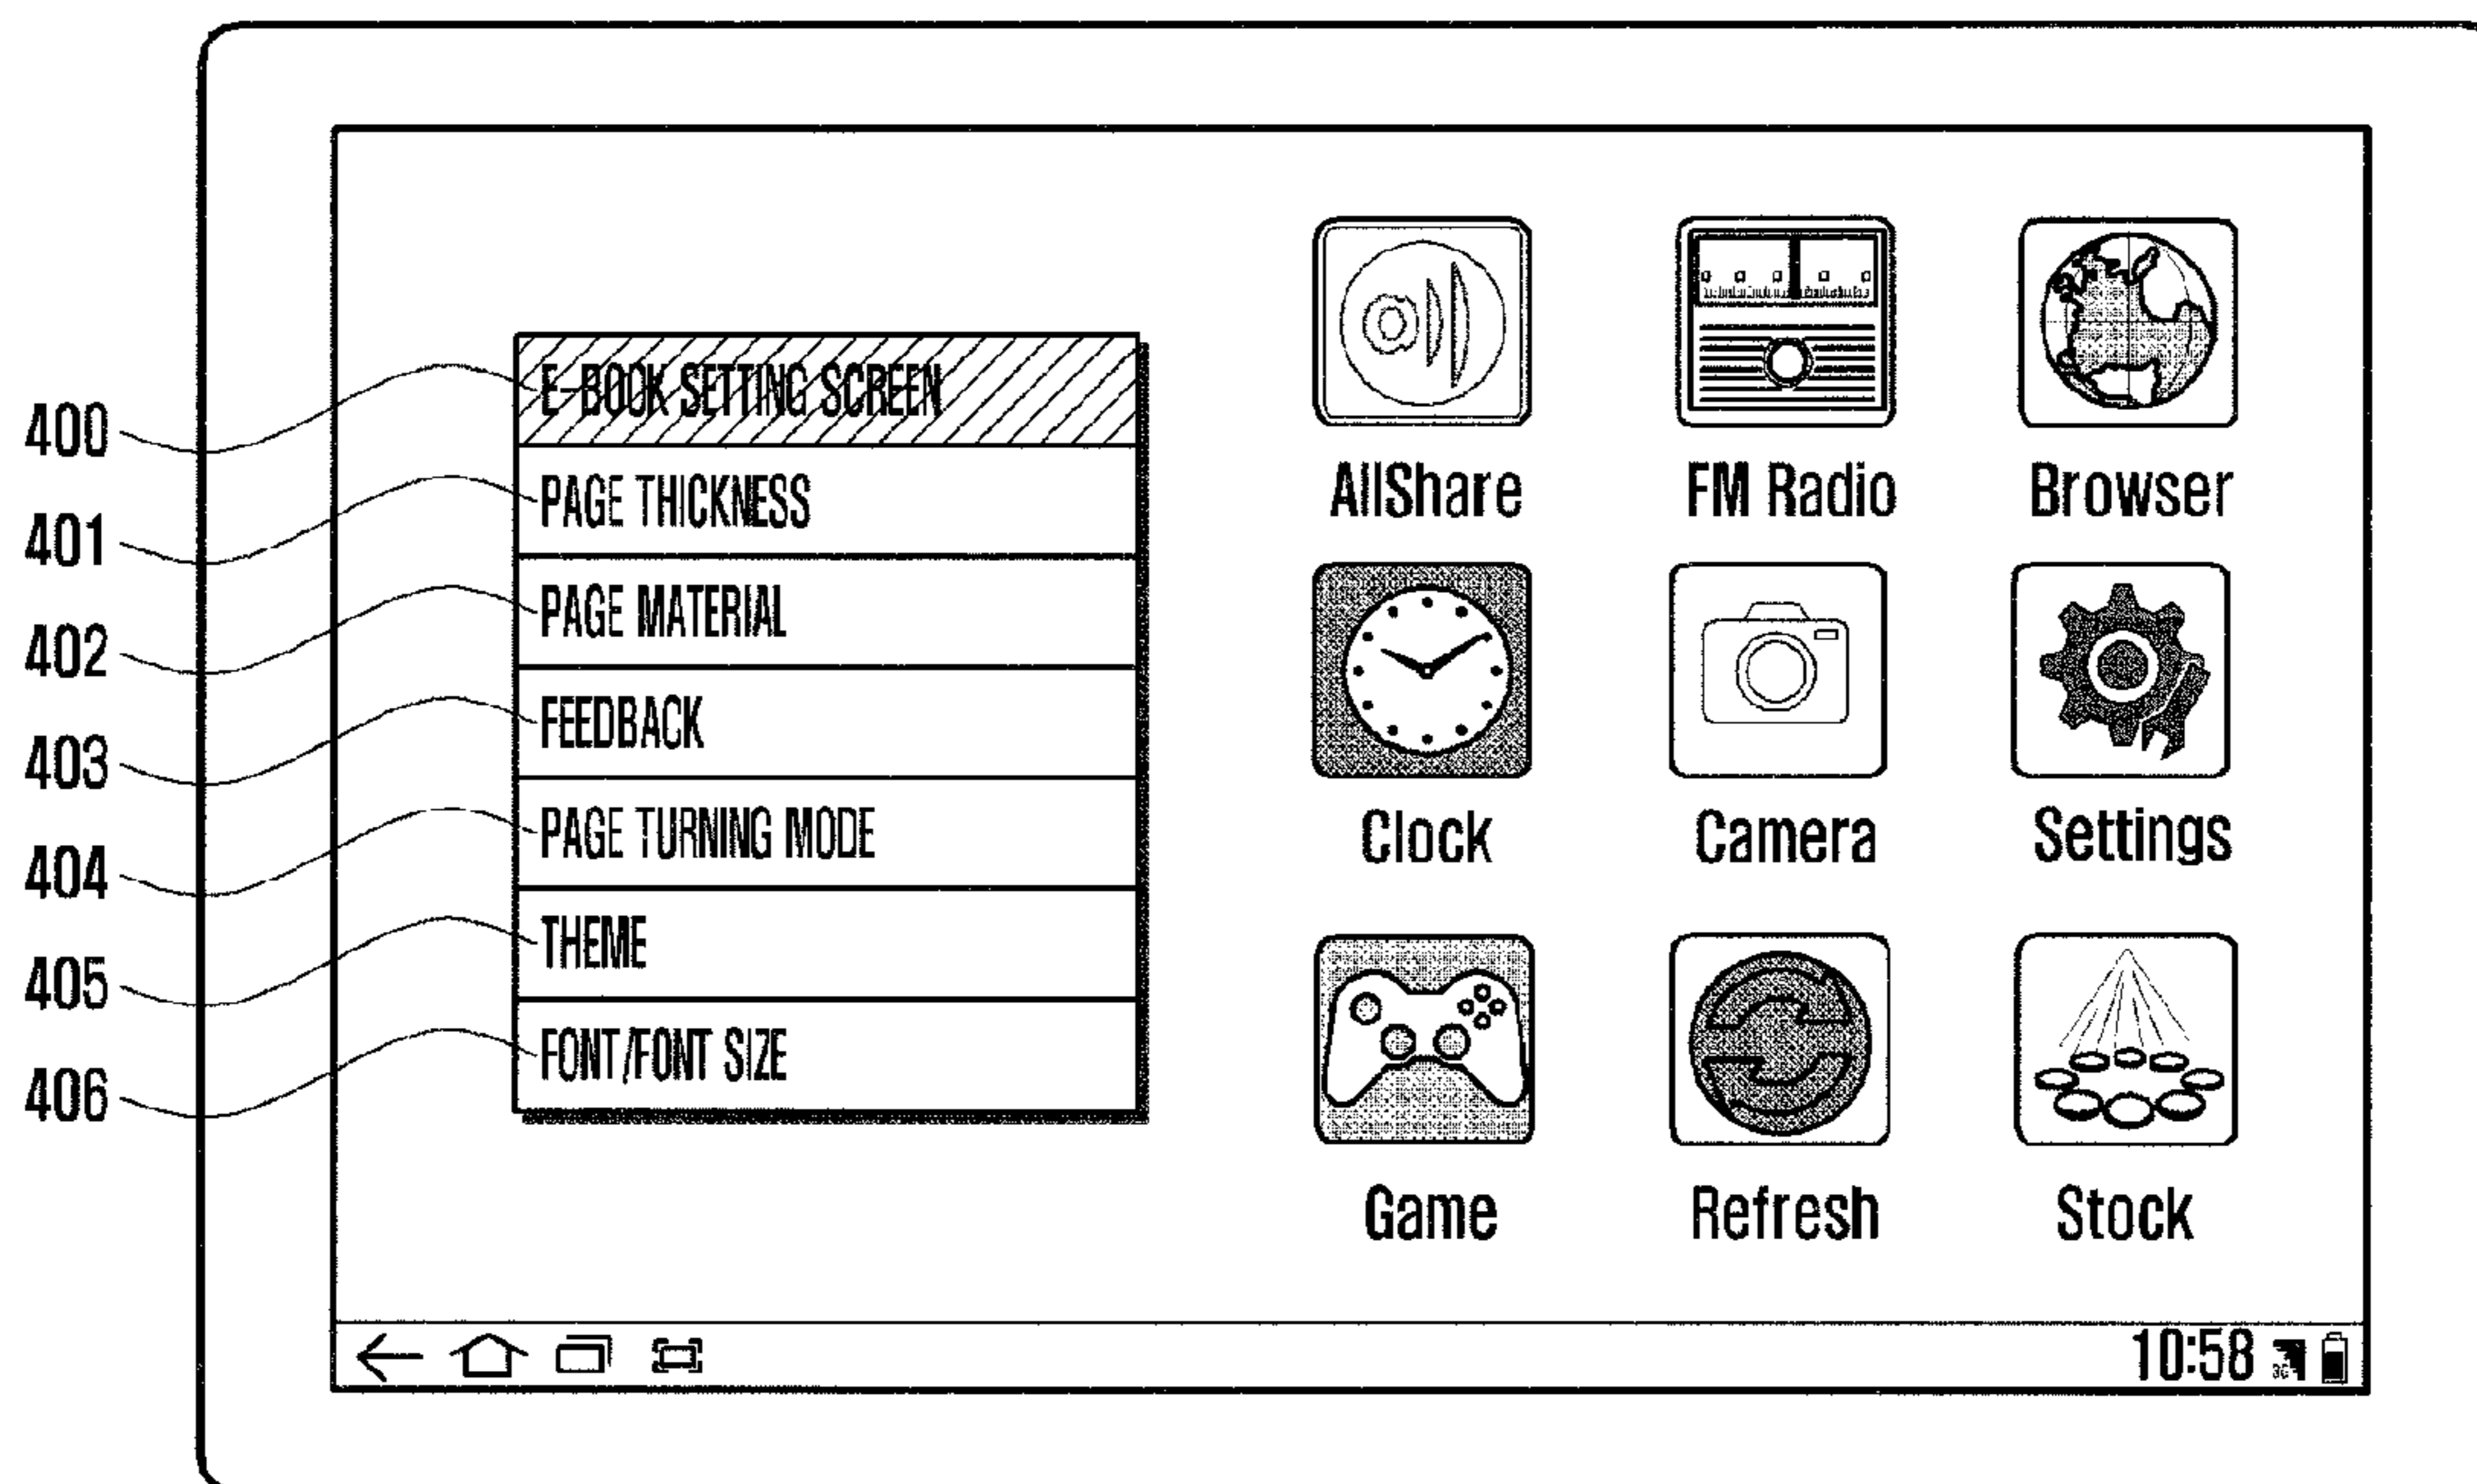 400 E-BOOK SETTING SCREEN
401 PAGE THICKNESS
402 PAGE MATERIAL
403 FEEDBACK
404 PAGE TURNING MODE
405 THEME
406 FONT/FONT SIZE
AllShare FM Radio Browser
Clock Camera Settings
Game Refresh Stock
10:58 3G